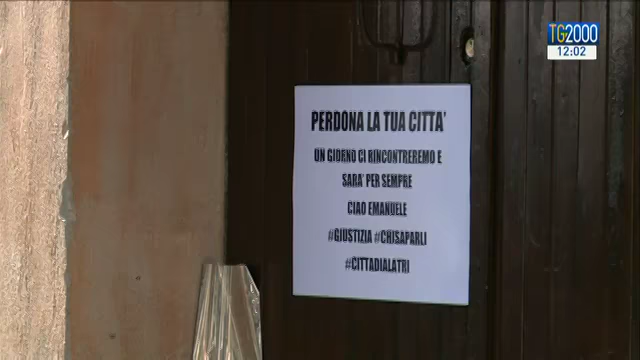 TG2000
12:02
PERDONA LA TUA CITTA'
UN GIORNO CI RINCONTREREMO E
SARA' PER SEMPRE
CIAO EMANUELE
#GIUSTIZIA #CHISAPARLI
#CITTADIALATRI